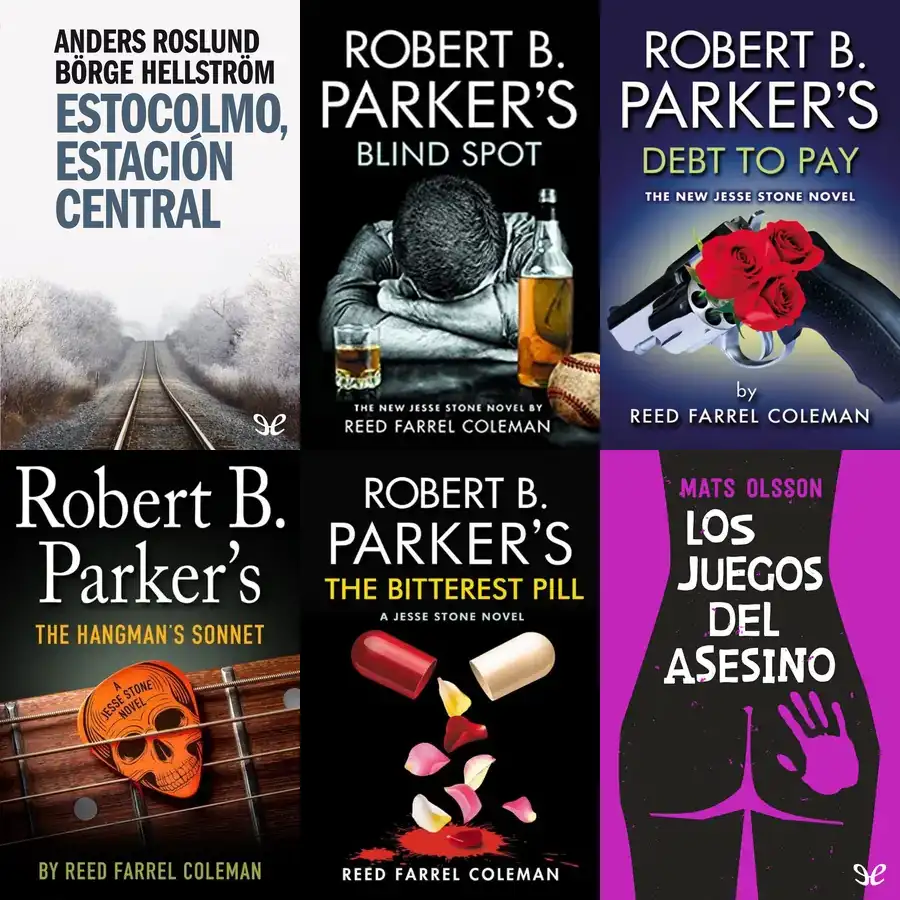 ANDERS ROSLUND
BÖRGE HELLSTRÖM
ESTOCOLMO,
ESTACIÓN
CENTRAL
ROBERT B.
PARKER'S
BLIND SPOT
THE NEW JESSE STONE NOVEL BY
REED FARREL COLEMAN
ROBERT B.
PARKER'S
DEBT TO PAY
THE NEW JESSE STONE NOVEL
by
REED FARREL COLEMAN
Robert B.
Parker's
THE HANGMAN'S SONNET
A
JESSE STONE
NOVEL
BY REED FARREL COLEMAN
ROBERT B.
PARKER'S
THE BITTEREST PILL
A JESSE STONE NOVEL
REED FARREL COLEMAN
MATS OLSSON
LOS
JUEGOS
DEL
ASESINO